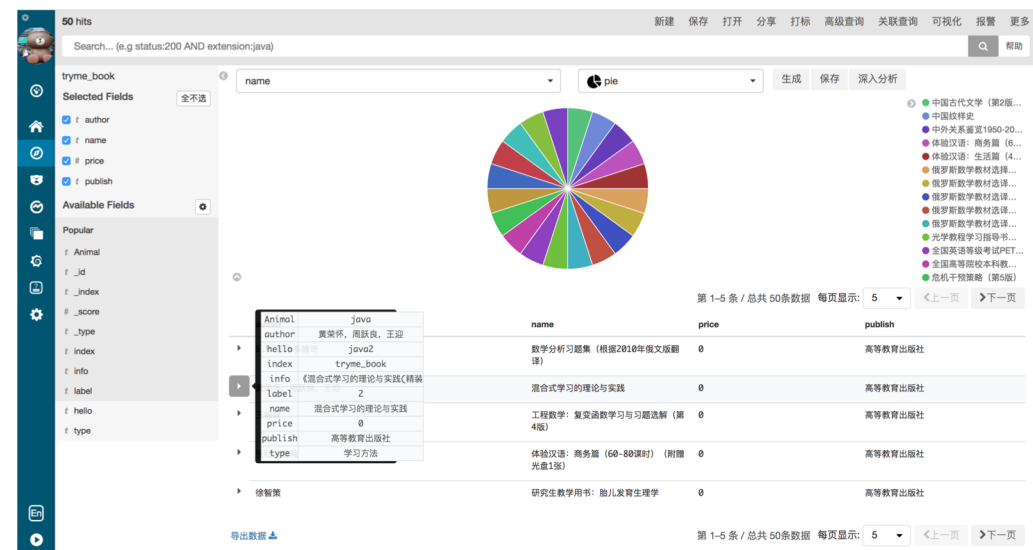 50 hits
新建 保存 打开 分享 打标 高级查询 关联查询 可视化 报警 更多
Search... (e.g status:200 AND extension:java)
帮助
tryme_book
name
pie
生成 保存 深入分析
Selected Fields
全不选
t author
t name
# price
t publish
Available Fields
Popular
t Animal
t _id
t _index
# _score
t _type
t index
t info
t label
t hello
t type
En
中国古代文学（第2版...
中国纹样史
中外关系鉴览1950-20...
体验汉语：商务篇（6...
体验汉语：生活篇（4...
俄罗斯数学教材选择...
俄罗斯数学教材选译...
俄罗斯数学教材选译...
俄罗斯数学教材选译...
俄罗斯数学教材选译...
光学教程学习指导书...
全国英语等级考试PET...
全国高等院校本科教...
危机干预策略（第5版）
第 1–5 条 / 总共 50条数据 每页显示: 5 《上一页 》下一页
name price publish
Animal java
author 黄荣怀, 周跃良, 王迎
hello java2
index tryme_book
info 《混合式学习的理论与实践(精装
label 2
name 混合式学习的理论与实践
price 0
publish 高等教育出版社
type 学习方法
数学分析习题集（根据2010年俄文版翻
译） 0 高等教育出版社
混合式学习的理论与实践 0 高等教育出版社
工程数学：复变函数学习与习题选解（第
4版） 0 高等教育出版社
体验汉语：商务篇（60-80课时）（附赠
光盘1张） 0 高等教育出版社
徐智策 研究生教学用书：胎儿发育生理学 0 高等教育出版社
导出数据
第 1–5 条 / 总共 50条数据 每页显示: 5 《上一页 》下一页